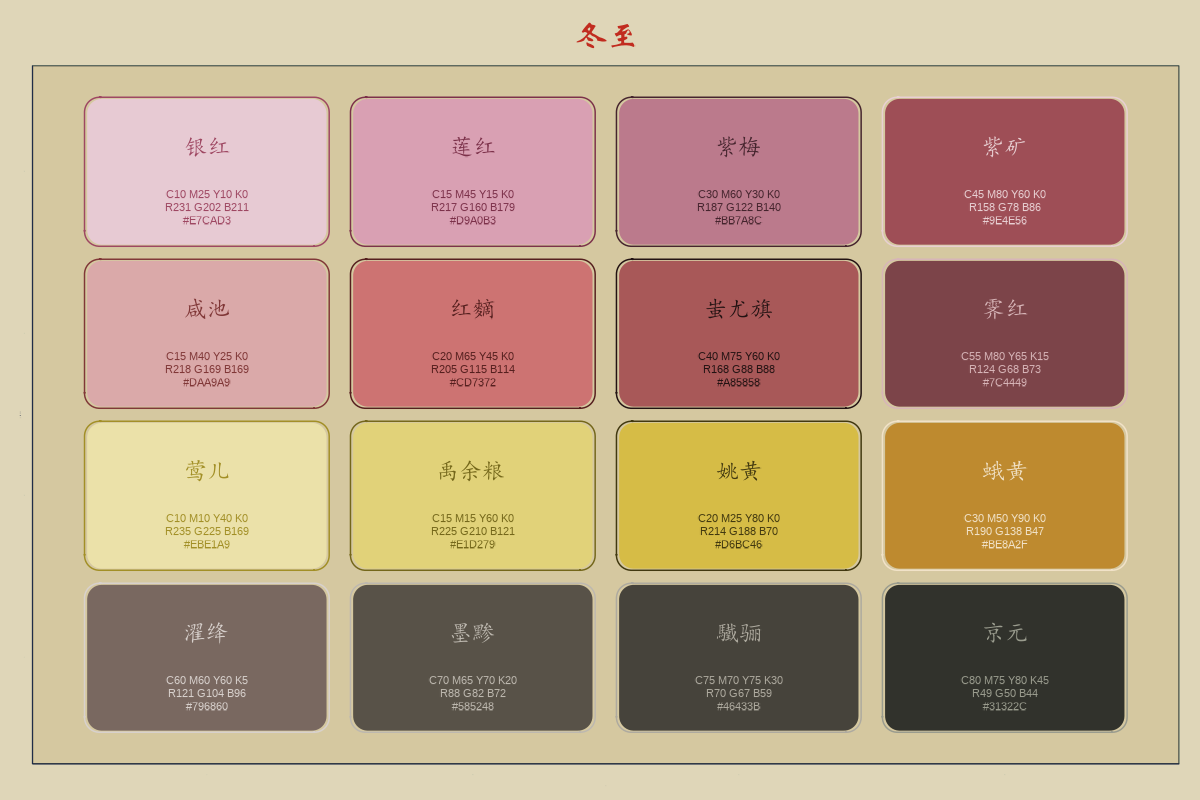 冬至
银红
C10 M25 Y10 K0
R231 G202 B211
#E7CAD3
莲红
C15 M45 Y15 K0
R217 G160 B179
#D9A0B3
紫梅
C30 M60 Y30 K0
R187 G122 B140
#BB7A8C
紫矿
C45 M80 Y60 K0
R158 G78 B86
#9E4E56
咸池
C15 M40 Y25 K0
R218 G169 B169
#DAA9A9
红䵂
C20 M65 Y45 K0
R205 G115 B114
#CD7372
蚩尤旗
C40 M75 Y60 K0
R168 G88 B88
#A85858
霁红
C55 M80 Y65 K15
R124 G68 B73
#7C4449
莺儿
C10 M10 Y40 K0
R235 G225 B169
#EBE1A9
禹余粮
C15 M15 Y60 K0
R225 G210 B121
#E1D279
姚黄
C20 M25 Y80 K0
R214 G188 B70
#D6BC46
蛾黄
C30 M50 Y90 K0
R190 G138 B47
#BE8A2F
濯绛
C60 M60 Y60 K5
R121 G104 B96
#796860
墨黪
C70 M65 Y70 K20
R88 G82 B72
#585248
驖骊
C75 M70 Y75 K30
R70 G67 B59
#46433B
京元
C80 M75 Y80 K45
R49 G50 B44
#31322C